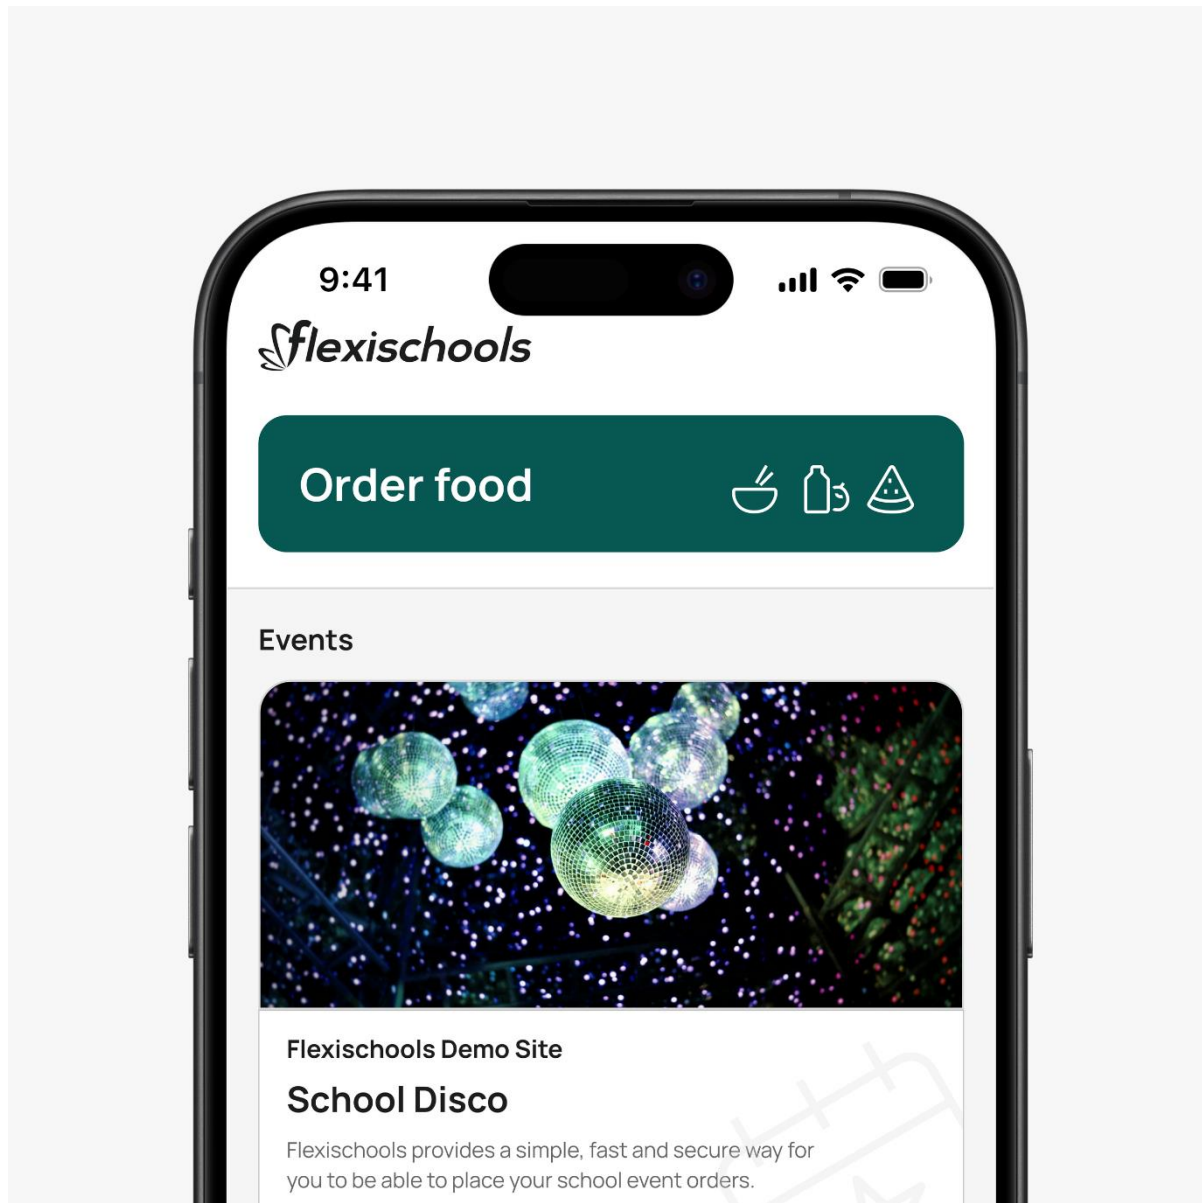 9:41
flexischools
Order food
Events
Flexischools Demo Site
School Disco
Flexischools provides a simple, fast and secure way for
you to be able to place your school event orders.